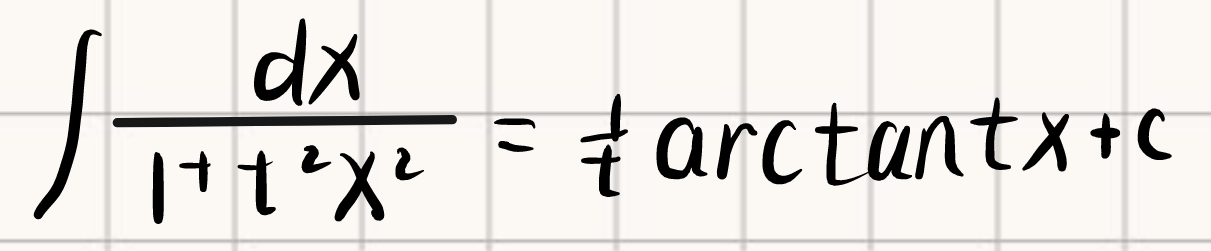 ∫ dx / (1 + t²x²) = 1/t arctan tx + c